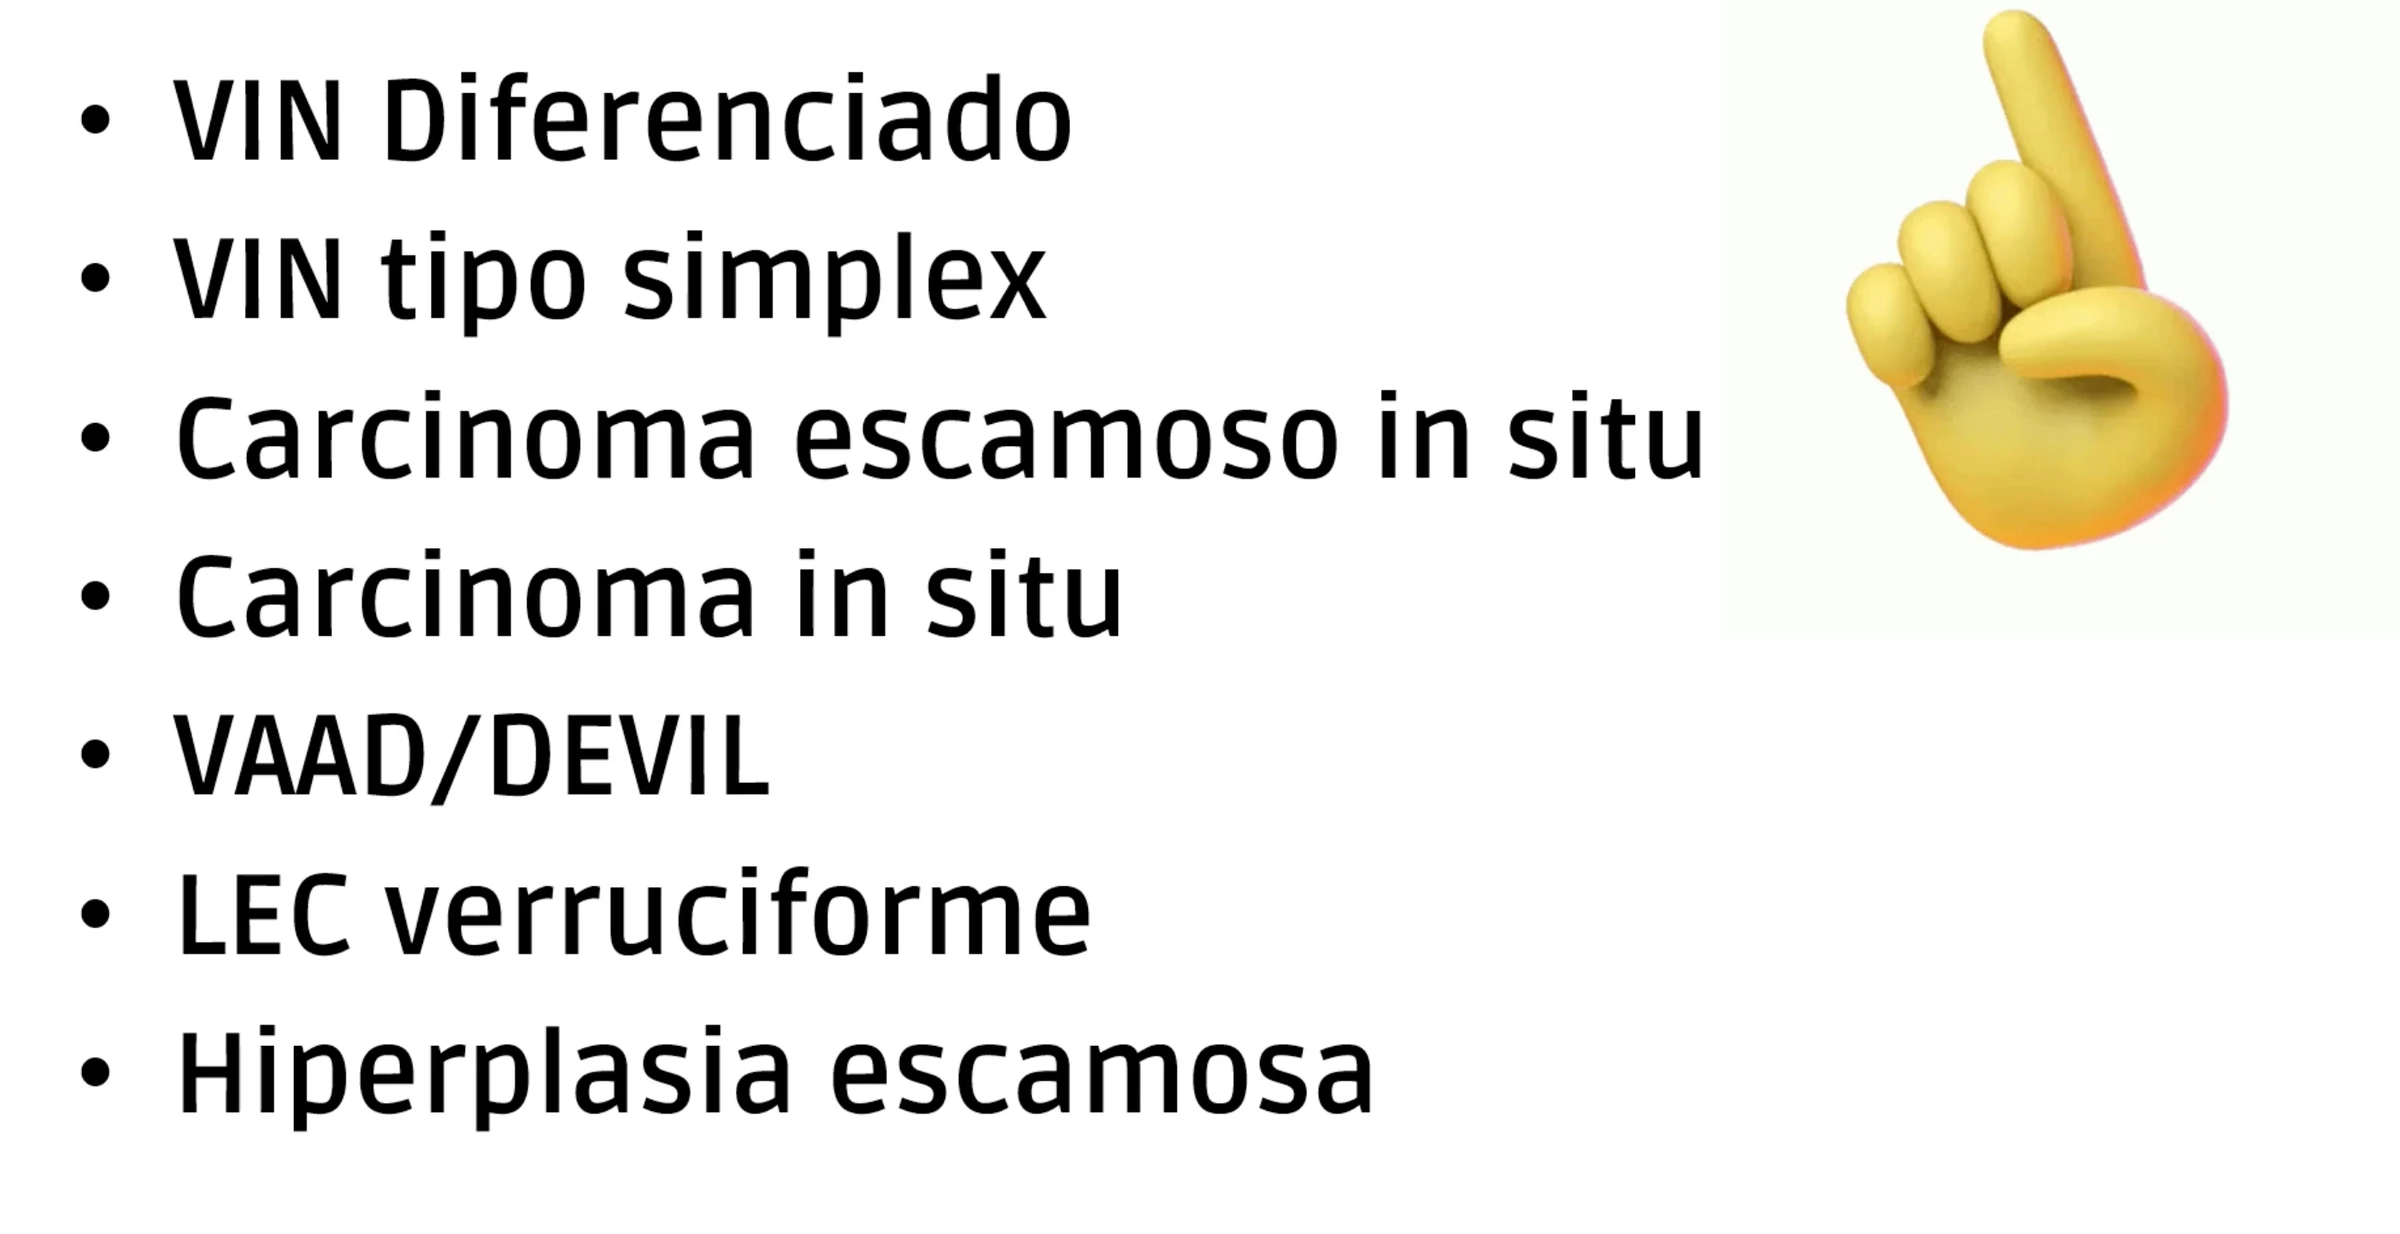 • VIN Diferenciado
• VIN tipo simplex
• Carcinoma escamoso in situ
• Carcinoma in situ
• VAAD/DEVIL
• LEC verruciforme
• Hiperplasia escamosa